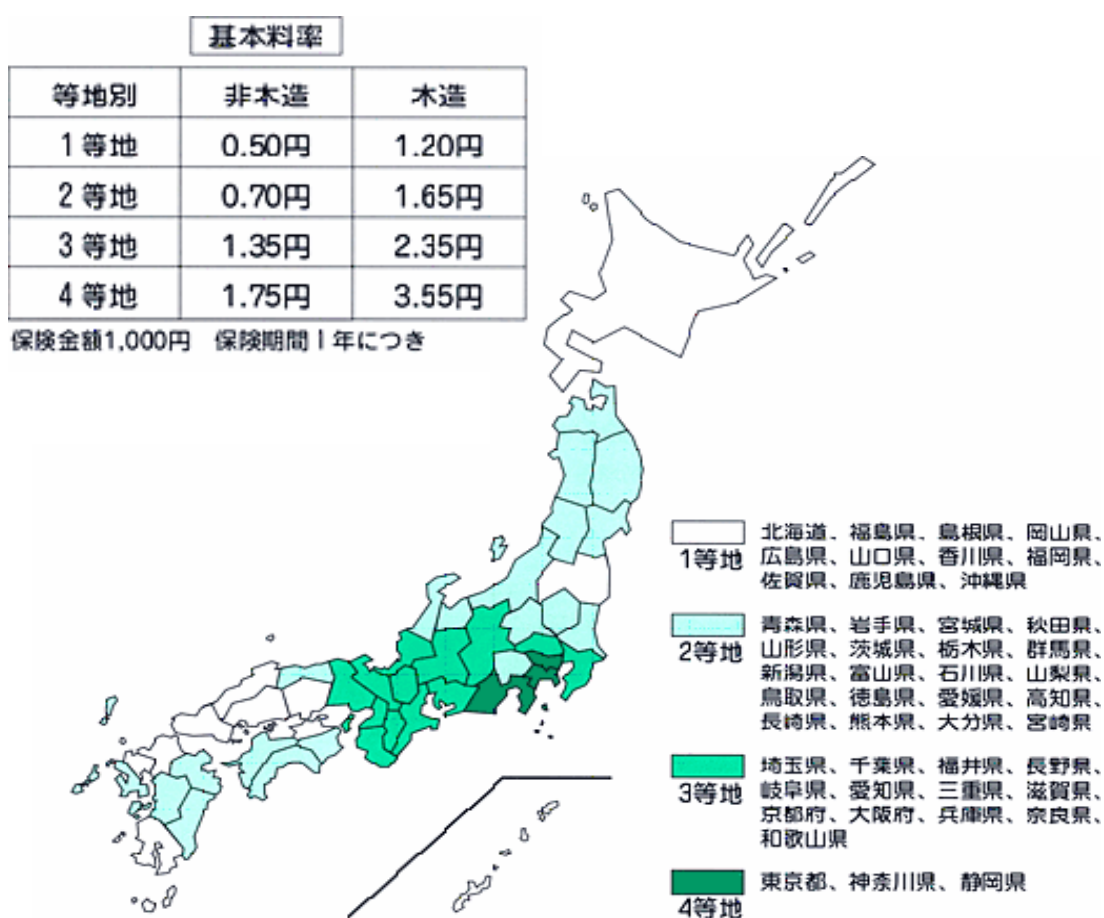 基本料率
等地別 非木造 木造
1等地 0.50円 1.20円
2等地 0.70円 1.65円
3等地 1.35円 2.35円
4等地 1.75円 3.55円
保険金額1,000円 保険期間1年につき
1等地
北海道、福島県、島根県、岡山県、
広島県、山口県、香川県、福岡県、
佐賀県、鹿児島県、沖縄県
2等地
青森県、岩手県、宮城県、秋田県、
山形県、茨城県、栃木県、群馬県、
新潟県、富山県、石川県、山梨県、
鳥取県、徳島県、愛媛県、高知県、
長崎県、熊本県、大分県、宮崎県
3等地
埼玉県、千葉県、福井県、長野県、
岐阜県、愛知県、三重県、滋賀県、
京都府、大阪府、兵庫県、奈良県、
和歌山県
4等地
東京都、神奈川県、静岡県